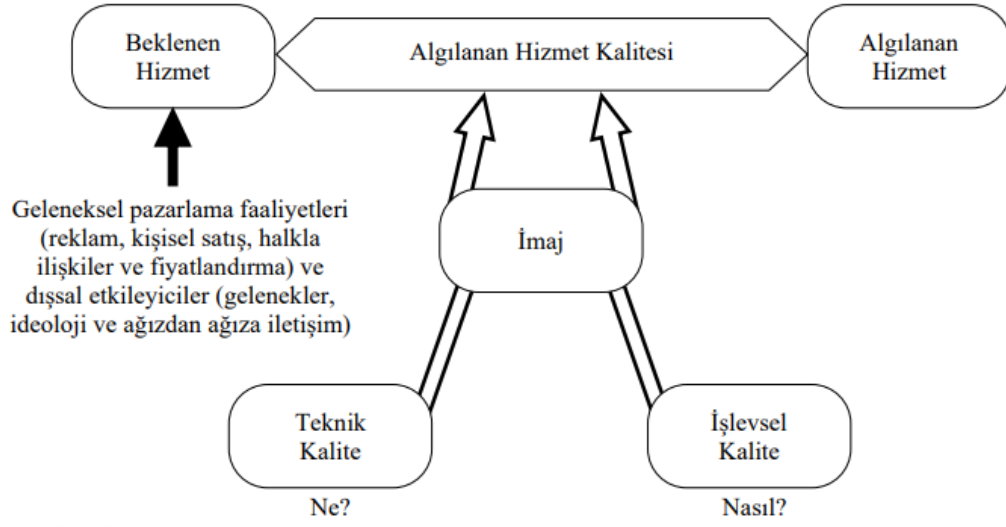 Beklenen
Hizmet
Algılanan Hizmet Kalitesi
Algılanan
Hizmet
Geleneksel pazarlama faaliyetleri
(reklam, kişisel satış, halkla
ilişkiler ve fiyatlandırma) ve
dışsal etkileyiciler (gelenekler,
ideoloji ve ağızdan ağıza iletişim)
İmaj
Teknik
Kalite
İşlevsel
Kalite
Ne?
Nasıl?